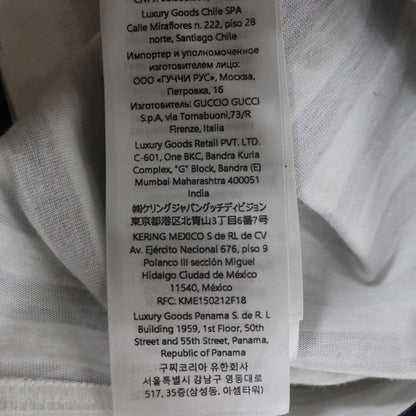 Luxury Goods Chile SPA
Calle Miraflores n. 222, piso 28
norte, Santiago Chile
Импортер и уполномоченное
изготовителем лицо:
ООО «ГУЧЧИ РУС», Москва,
Петровка, 16
Изготовитель: GUCCIO GUCCI
S.p.A, via Tornabuoni,73/R
Firenze, Italia
Luxury Goods Retail PVT. LTD.
C-601, One BKC, Bandra Kurla
Complex, "G" Block, Bandra (E)
Mumbai Maharashtra 400051
India
㈱ケリングジャパングッチディビジョン
東京都港区北青山3丁目6番7号
KERING MEXICO S de RL de CV
Av. Ejército Nacional 676, piso 9
Polanco III sección Miguel
Hidalgo Ciudad de México
11540, México
RFC: KME150212F18
Luxury Goods Panama S. de R. L
Building 1959, 1st Floor, 50th
Street and 55th Street, Panama,
Republic of Panama
구찌코리아 유한회사
서울특별시 강남구 영동대로
517, 35층(삼성동, 아셈타워)